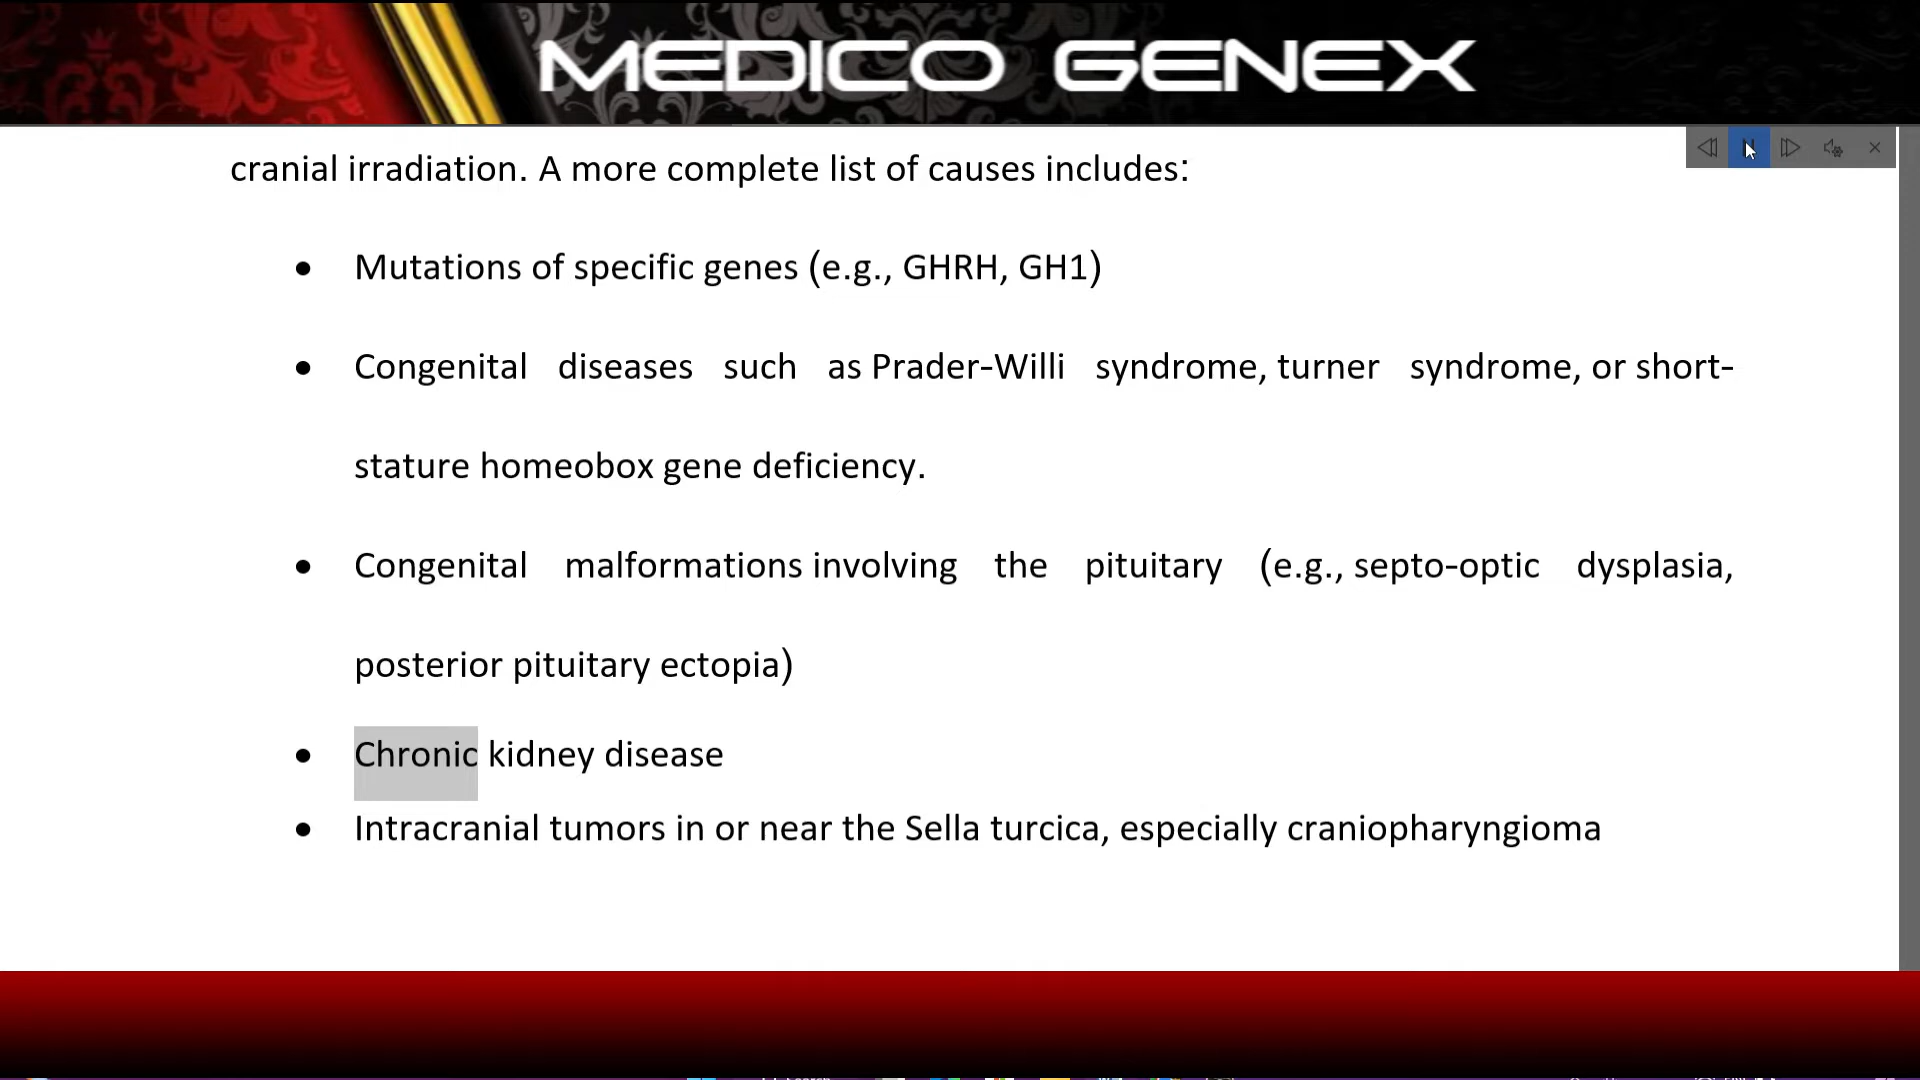 MEDICO GENEX
cranial irradiation. A more complete list of causes includes:
• Mutations of specific genes (e.g., GHRH, GH1)
• Congenital diseases such as Prader-Willi syndrome, turner syndrome, or short-
stature homeobox gene deficiency.
• Congenital malformations involving the pituitary (e.g., septo-optic dysplasia,
posterior pituitary ectopia)
• Chronic kidney disease
• Intracranial tumors in or near the Sella turcica, especially craniopharyngioma